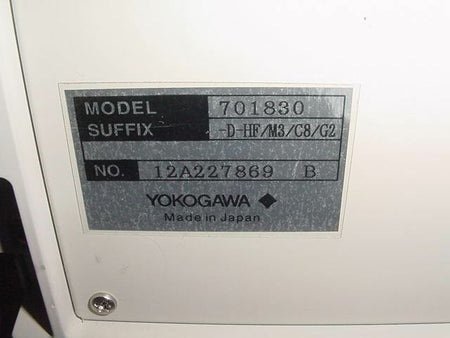 MODEL 701830
SUFFIX -D-HF/M3/C8/G2
NO. 12A227869 B
YOKOGAWA
Made in Japan